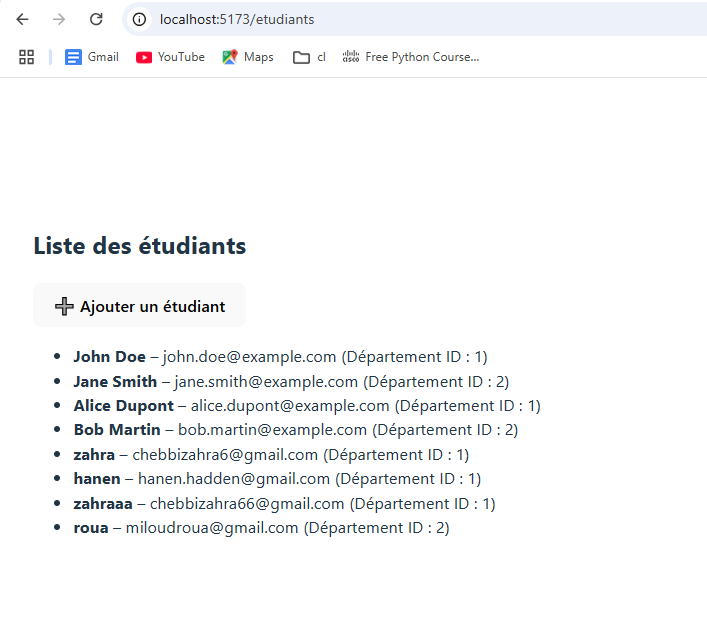 localhost:5173/etudiants
Gmail YouTube Maps cl cisco Free Python Course...
Liste des étudiants
➕ Ajouter un étudiant
• John Doe – john.doe@example.com (Département ID : 1)
• Jane Smith – jane.smith@example.com (Département ID : 2)
• Alice Dupont – alice.dupont@example.com (Département ID : 1)
• Bob Martin – bob.martin@example.com (Département ID : 2)
• zahra – chebbizahra6@gmail.com (Département ID : 1)
• hanen – hanen.hadden@gmail.com (Département ID : 1)
• zahraaa – chebbizahra66@gmail.com (Département ID : 1)
• roua – miloudroua@gmail.com (Département ID : 2)